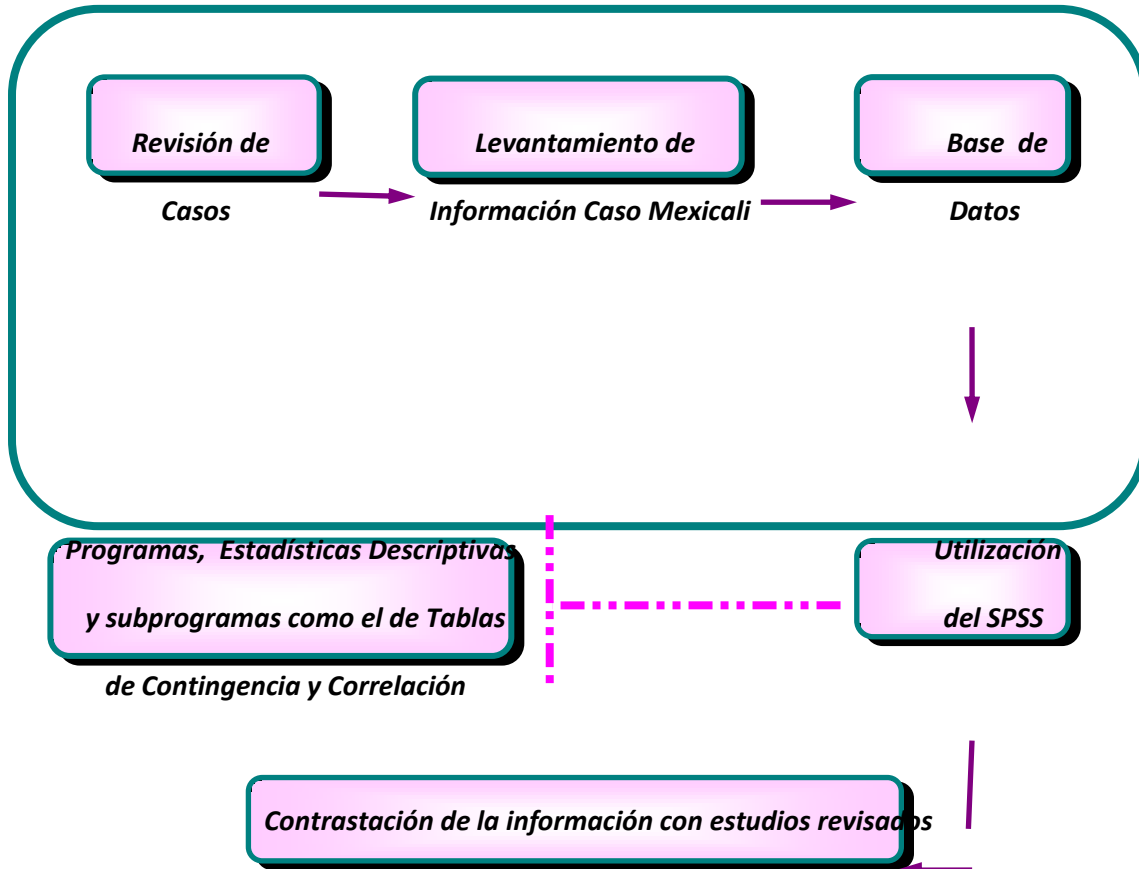 Revisión de
Casos
Levantamiento de
Información Caso Mexicali
Base de
Datos
Programas, Estadísticas Descriptivas
y subprogramas como el de Tablas
de Contingencia y Correlación
Utilización
del SPSS
Contrastación de la información con estudios revisados